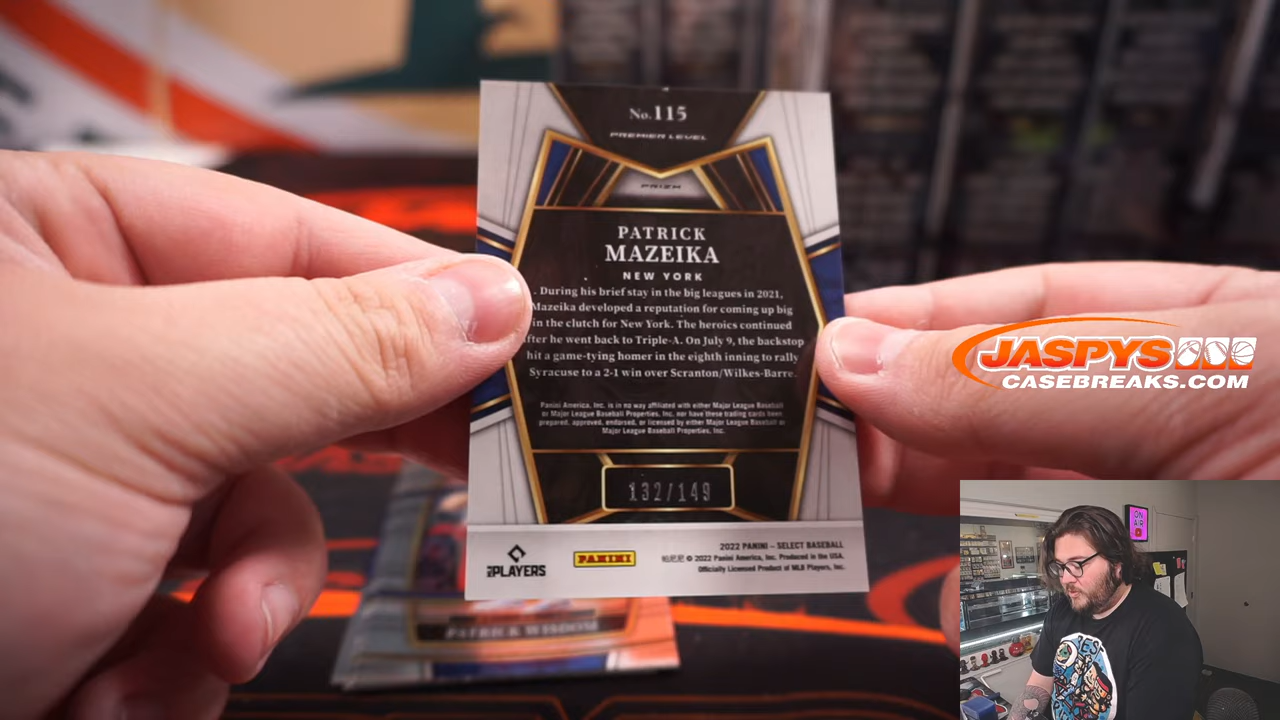 No. 115
PREMIER LEVEL
PRIZM
PATRICK
MAZEIKA
NEW YORK
. During his brief stay in the big leagues in 2021,
Mazeika developed a reputation for coming up big
in the clutch for New York. The heroics continued
after he went back to Triple-A. On July 9, the backstop
hit a game-tying homer in the eighth inning to rally
Syracuse to a 2-1 win over Scranton/Wilkes-Barre.
Panini America, Inc. is in no way affiliated with either Major League Baseball
or Major League Baseball Properties, Inc. nor have these trading cards been
prepared, approved, endorsed, or licensed by either Major League Baseball or
Major League Baseball Properties, Inc.
132/149
2022 PANINI – SELECT BASEBALL
© 2022 Panini America, Inc. Produced in the USA.
Officially Licensed Product of MLB Players, Inc.
PLAYERS
PANINI
PATRICK WISDOM
JASPYS
CASEBREAKS.COM
ON
AIR